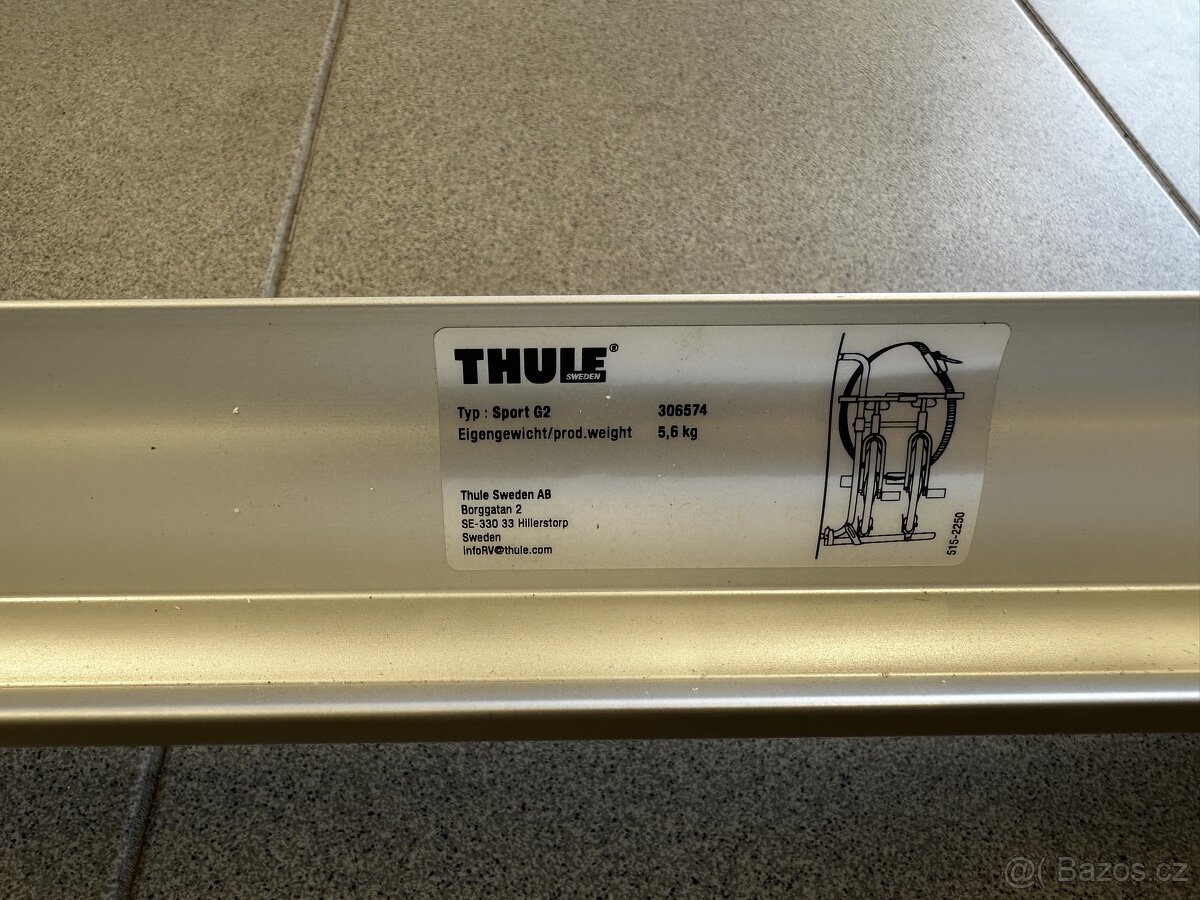 THULE®
SWEDEN
Typ : Sport G2 306574
Eigengewicht/prod.weight 5,6 kg
Thule Sweden AB
Borggatan 2
SE-330 33 Hillerstorp
Sweden
infoRV@thule.com
515-2250
@( Bazos.cz